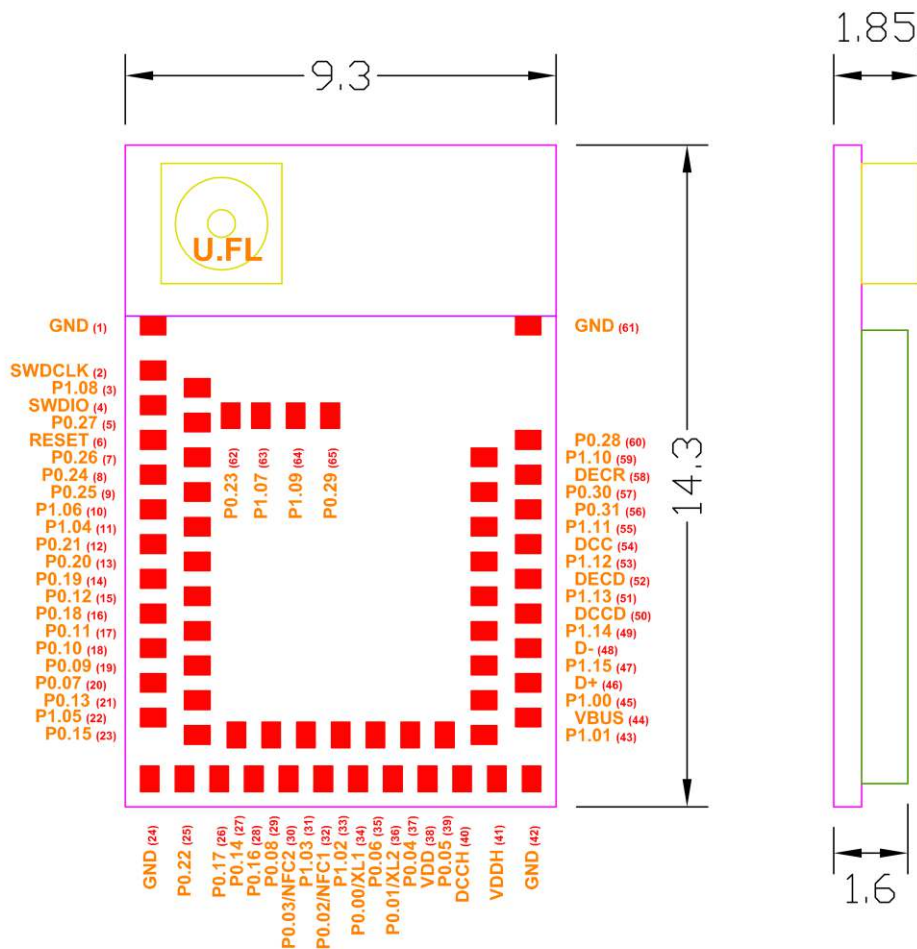 1.85
9.3
U.FL
GND (1)
GND (61)
SWDCLK (2)
P1.08 (3)
SWDIO (4)
P0.27 (5)
RESET (6)
P0.26 (7)
P0.24 (8)
P0.25 (9)
P1.06 (10)
P1.04 (11)
P0.21 (12)
P0.20 (13)
P0.19 (14)
P0.12 (15)
P0.18 (16)
P0.11 (17)
P0.10 (18)
P0.09 (19)
P0.07 (20)
P0.13 (21)
P1.05 (22)
P0.15 (23)
P0.23 (62)
P1.07 (63)
P1.09 (64)
P0.29 (65)
P0.28 (60)
P1.10 (59)
DECR (58)
P0.30 (57)
P0.31 (56)
P1.11 (55)
DCC (54)
P1.12 (53)
DECD (52)
P1.13 (51)
DCCD (50)
P1.14 (49)
D- (48)
P1.15 (47)
D+ (46)
P1.00 (45)
VBUS (44)
P1.01 (43)
14.3
GND (24)
P0.22 (25)
P0.17 (26)
P0.14 (27)
P0.16 (28)
P0.08 (29)
P0.03/NFC2 (30)
P1.03 (31)
P0.02/NFC1 (32)
P1.02 (33)
P0.00/XL1 (34)
P0.06 (35)
P0.01/XL2 (36)
P0.04 (37)
VDD (38)
P0.05 (39)
DCCH (40)
VDDH (41)
GND (42)
1.6